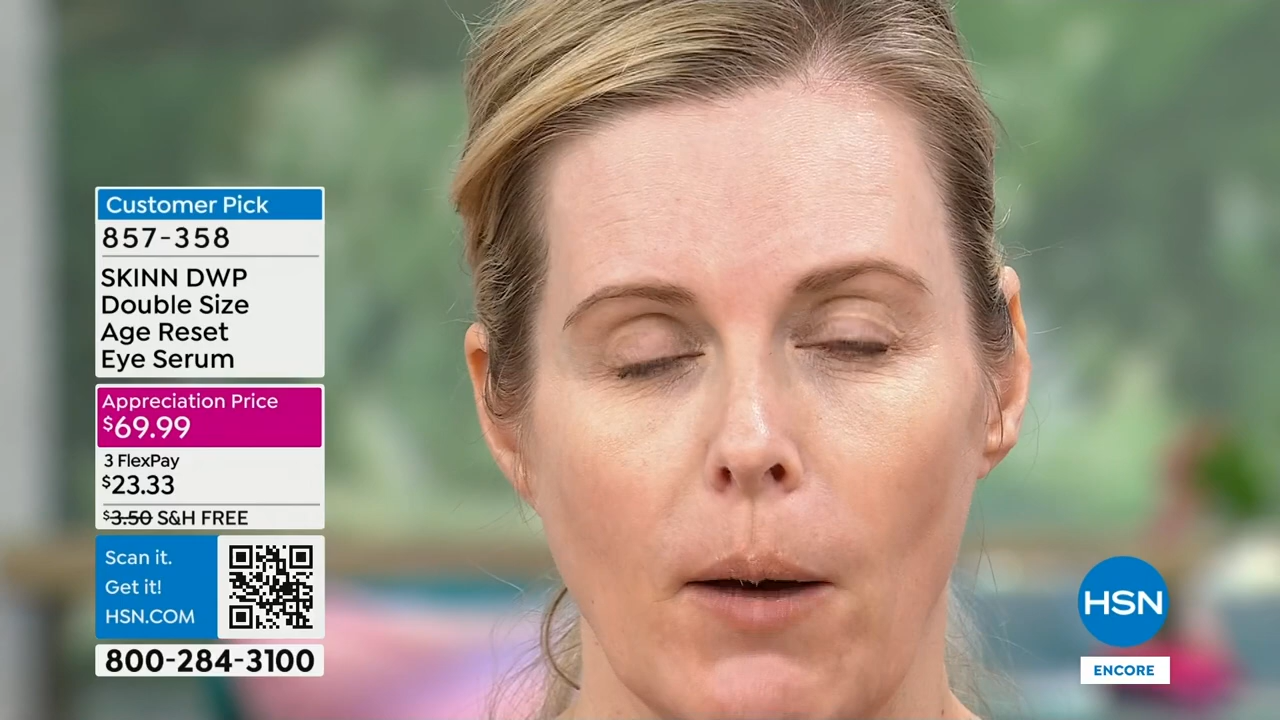 Customer Pick
857-358
SKINN DWP
Double Size
Age Reset
Eye Serum
Appreciation Price
$69.99
3 FlexPay
$23.33
$3.50 S&H FREE
Scan it.
Get it!
HSN.COM
800-284-3100
HSN
ENCORE